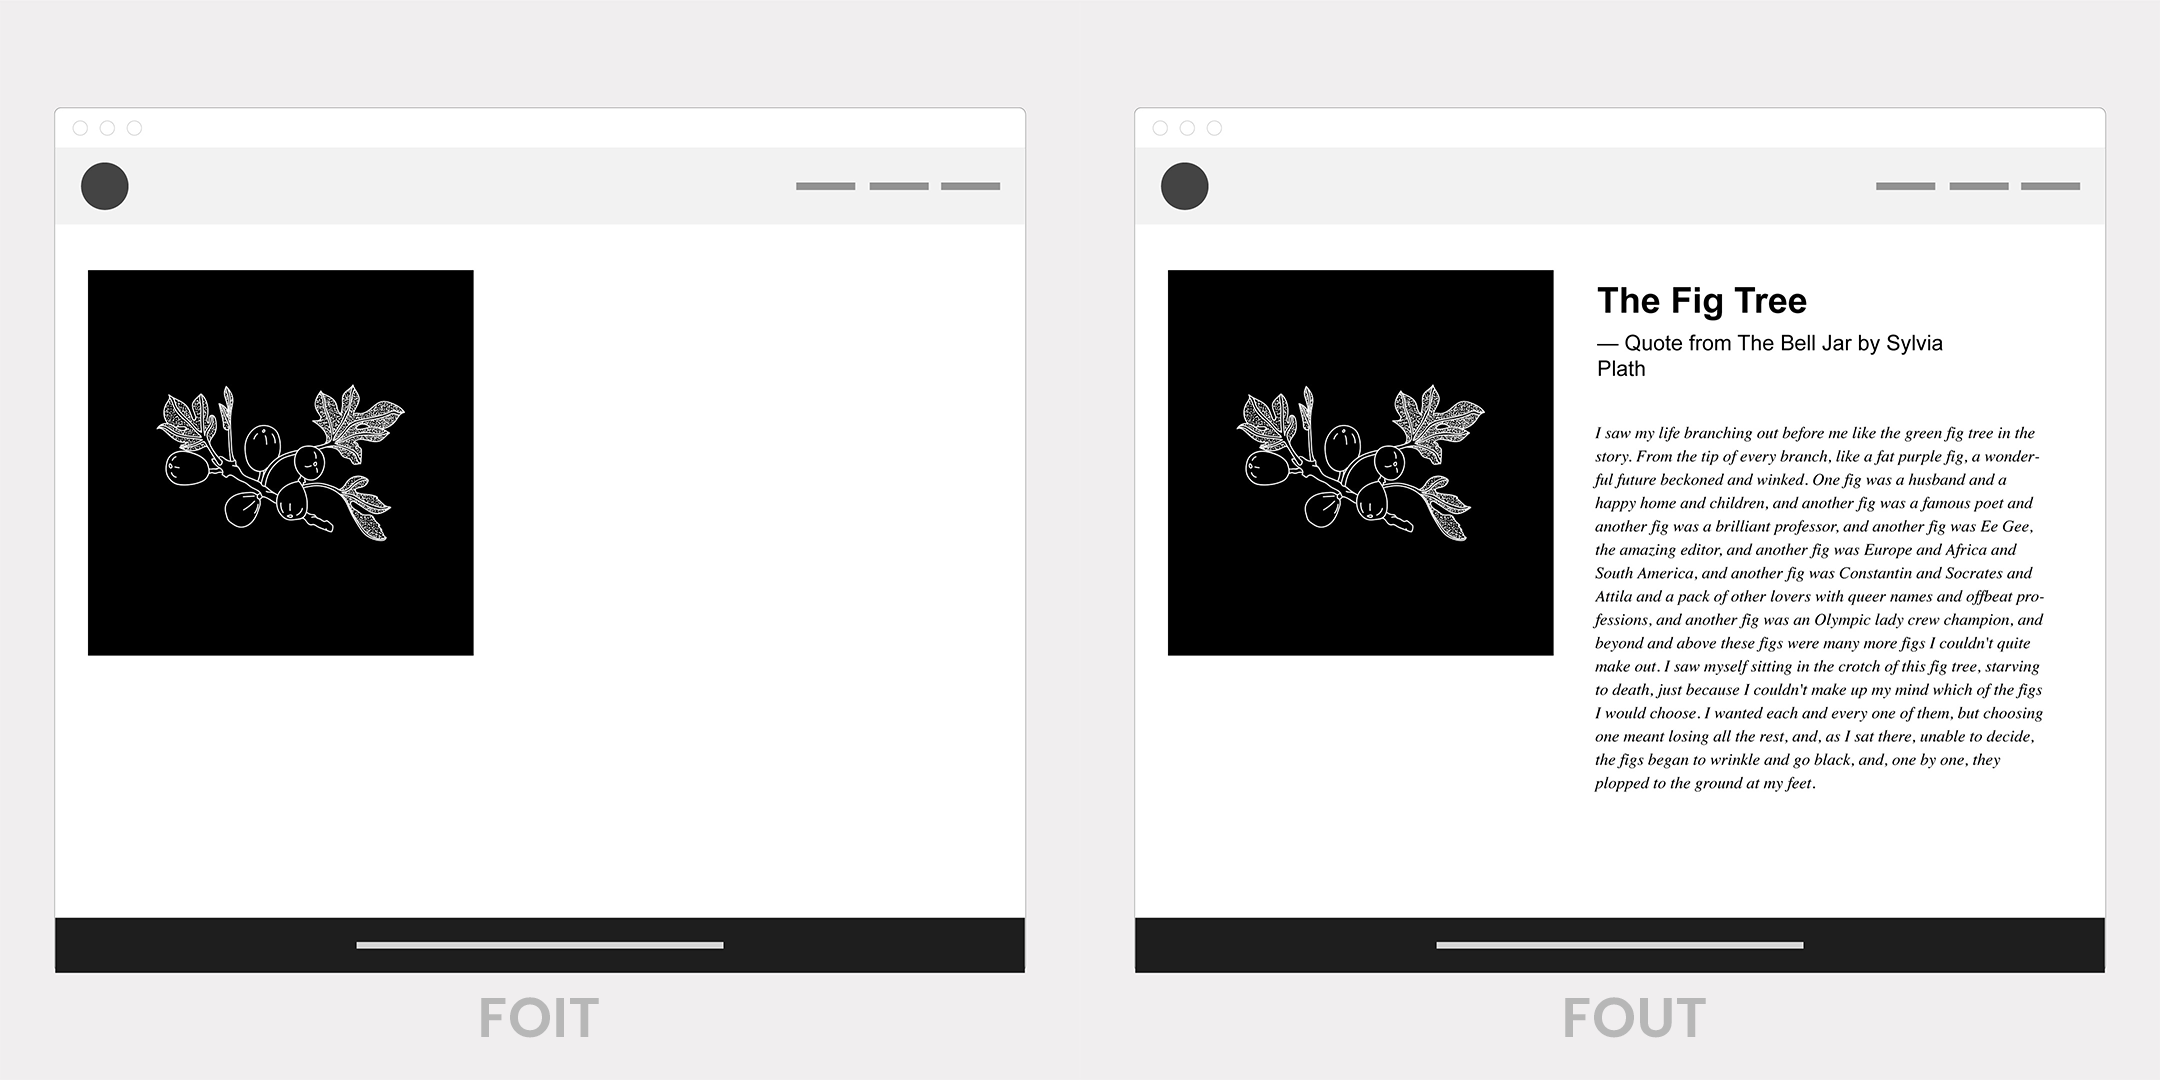 The Fig Tree
— Quote from The Bell Jar by Sylvia
Plath
I saw my life branching out before me like the green fig tree in the
story. From the tip of every branch, like a fat purple fig, a wonder-
ful future beckoned and winked. One fig was a husband and a
happy home and children, and another fig was a famous poet and
another fig was a brilliant professor, and another fig was Ee Gee,
the amazing editor, and another fig was Europe and Africa and
South America, and another fig was Constantin and Socrates and
Attila and a pack of other lovers with queer names and offbeat pro-
fessions, and another fig was an Olympic lady crew champion, and
beyond and above these figs were many more figs I couldn't quite
make out. I saw myself sitting in the crotch of this fig tree, starving
to death, just because I couldn't make up my mind which of the figs
I would choose. I wanted each and every one of them, but choosing
one meant losing all the rest, and, as I sat there, unable to decide,
the figs began to wrinkle and go black, and, one by one, they
plopped to the ground at my feet.
FOIT
FOUT